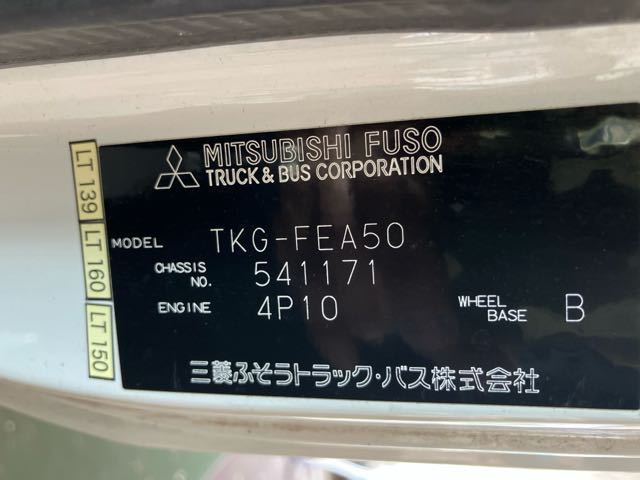 MITSUBISHI FUSO
TRUCK & BUS CORPORATION
MODEL TKG-FEA50
CHASSIS NO. 541171
ENGINE 4P10 WHEEL BASE B
三菱ふそうトラック・バス株式会社
LT 139
LT 160
LT 150